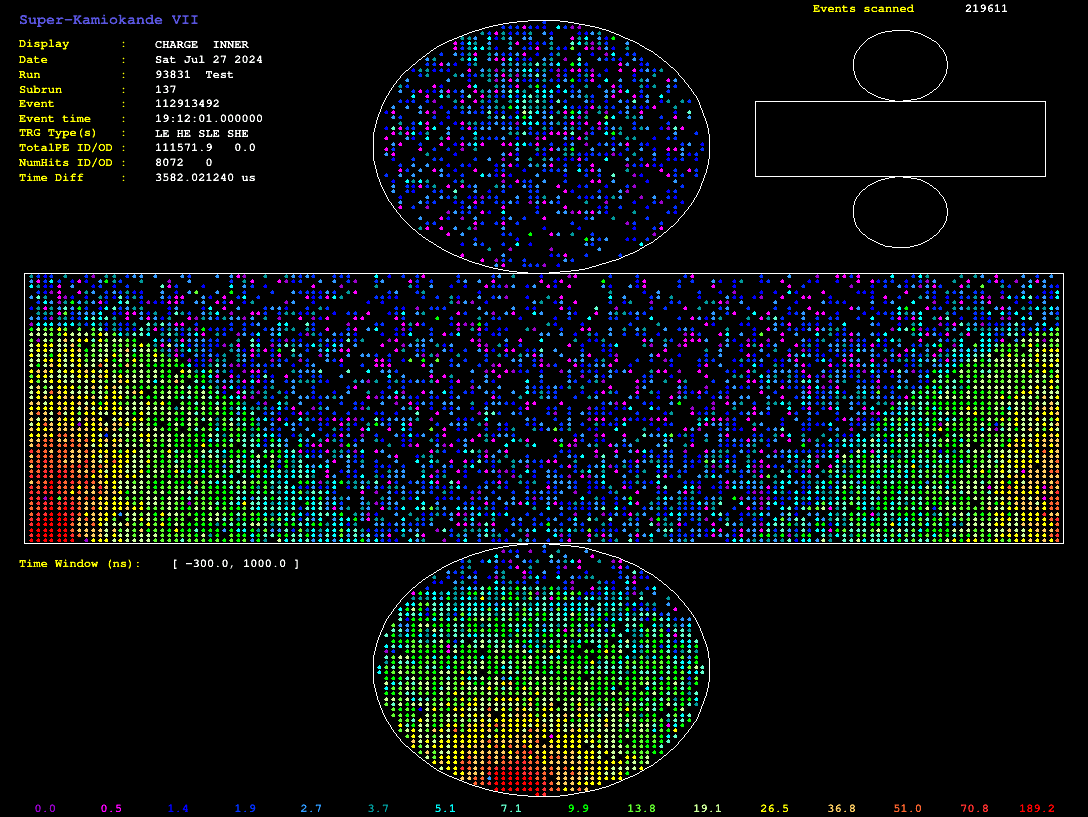 Super-Kamiokande VII
Events scanned 219611
Display : CHARGE INNER
Date : Sat Jul 27 2024
Run : 93831 Test
Subrun : 137
Event : 112913492
Event time : 19:12:01.000000
TRG Type(s) : LE HE SLE SHE
TotalPE ID/OD : 111571.9 0.0
NumHits ID/OD : 8072 0
Time Diff : 3582.021240 us
Time Window (ns): [ -300.0, 1000.0 ]
0.0 0.5 1.4 1.9 2.7 3.7 5.1 7.1 9.9 13.8 19.1 26.5 36.8 51.0 70.8 189.2